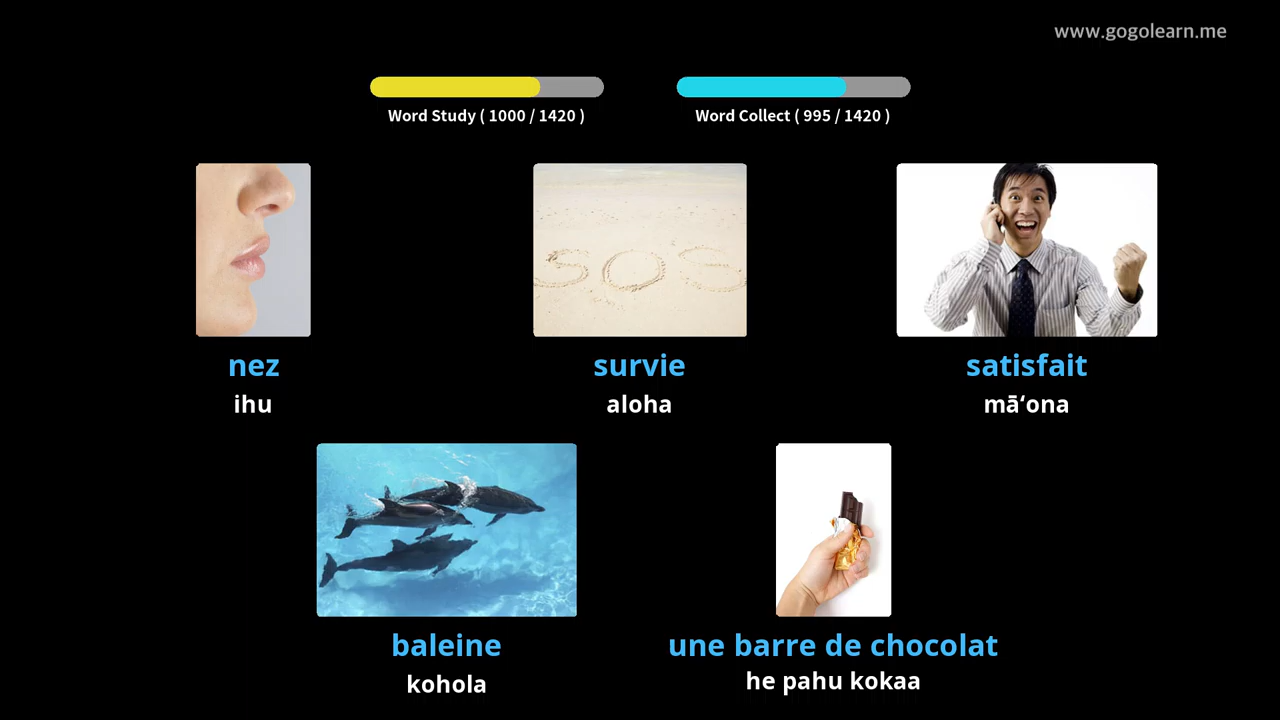 www.gogolearn.me
Word Study ( 1000 / 1420 )
Word Collect ( 995 / 1420 )
SOS
nez
ihu
survie
aloha
satisfait
māʻona
baleine
kohola
une barre de chocolat
he pahu kokaa